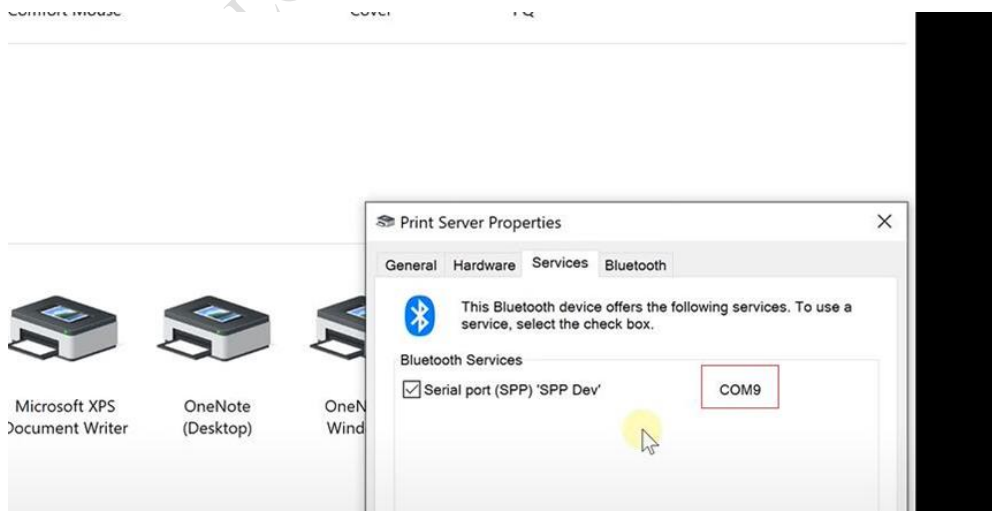 Print Server Properties
General Hardware Services Bluetooth
This Bluetooth device offers the following services. To use a
service, select the check box.
Bluetooth Services
Serial port (SPP) 'SPP Dev' COM9
Microsoft XPS
Document Writer
OneNote
(Desktop)